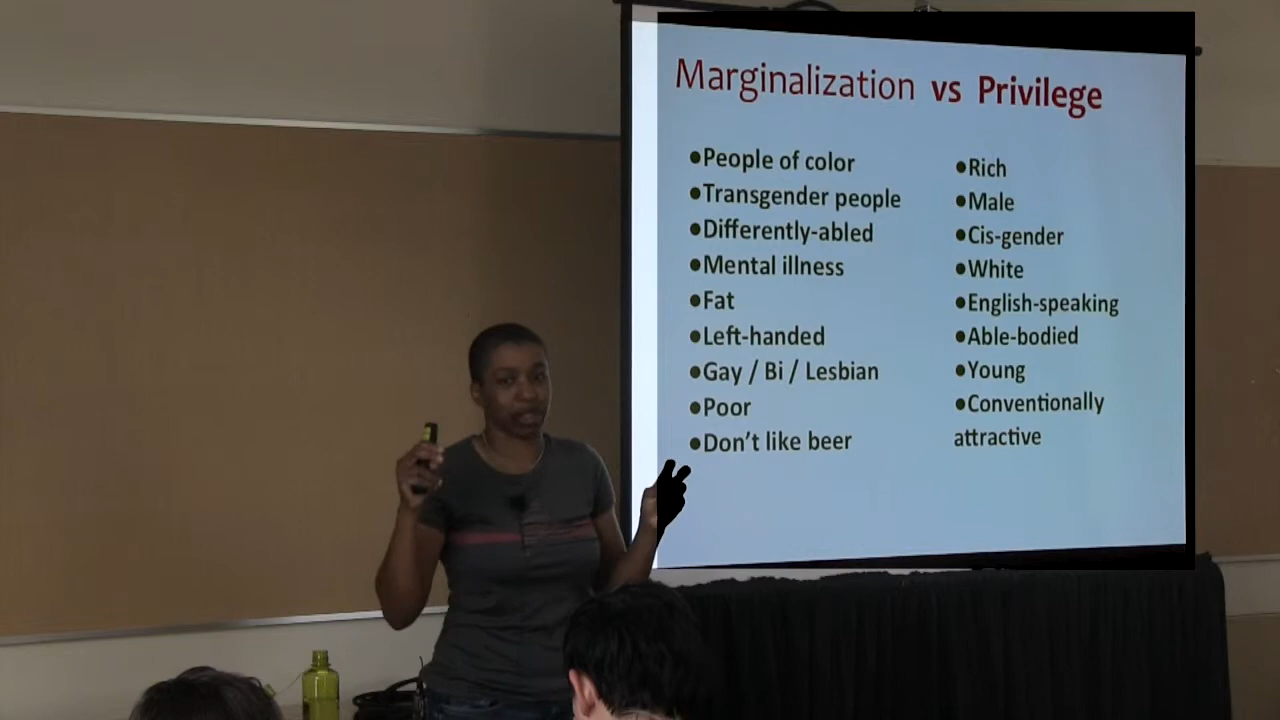 Marginalization vs Privilege
•People of color
•Transgender people
•Differently-abled
•Mental illness
•Fat
•Left-handed
•Gay / Bi / Lesbian
•Poor
•Don't like beer
•Rich
•Male
•Cis-gender
•White
•English-speaking
•Able-bodied
•Young
•Conventionally
attractive